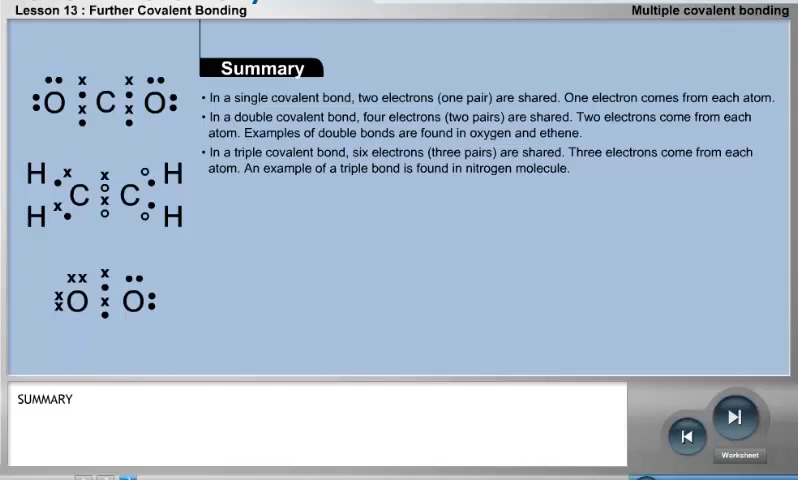 Lesson 13 : Further Covalent Bonding
Multiple covalent bonding
Summary
• In a single covalent bond, two electrons (one pair) are shared. One electron comes from each atom.
• In a double covalent bond, four electrons (two pairs) are shared. Two electrons come from each
atom. Examples of double bonds are found in oxygen and ethene.
• In a triple covalent bond, six electrons (three pairs) are shared. Three electrons come from each
atom. An example of a triple bond is found in nitrogen molecule.
O C O
H H
C C
H H
O O
SUMMARY
Worksheet